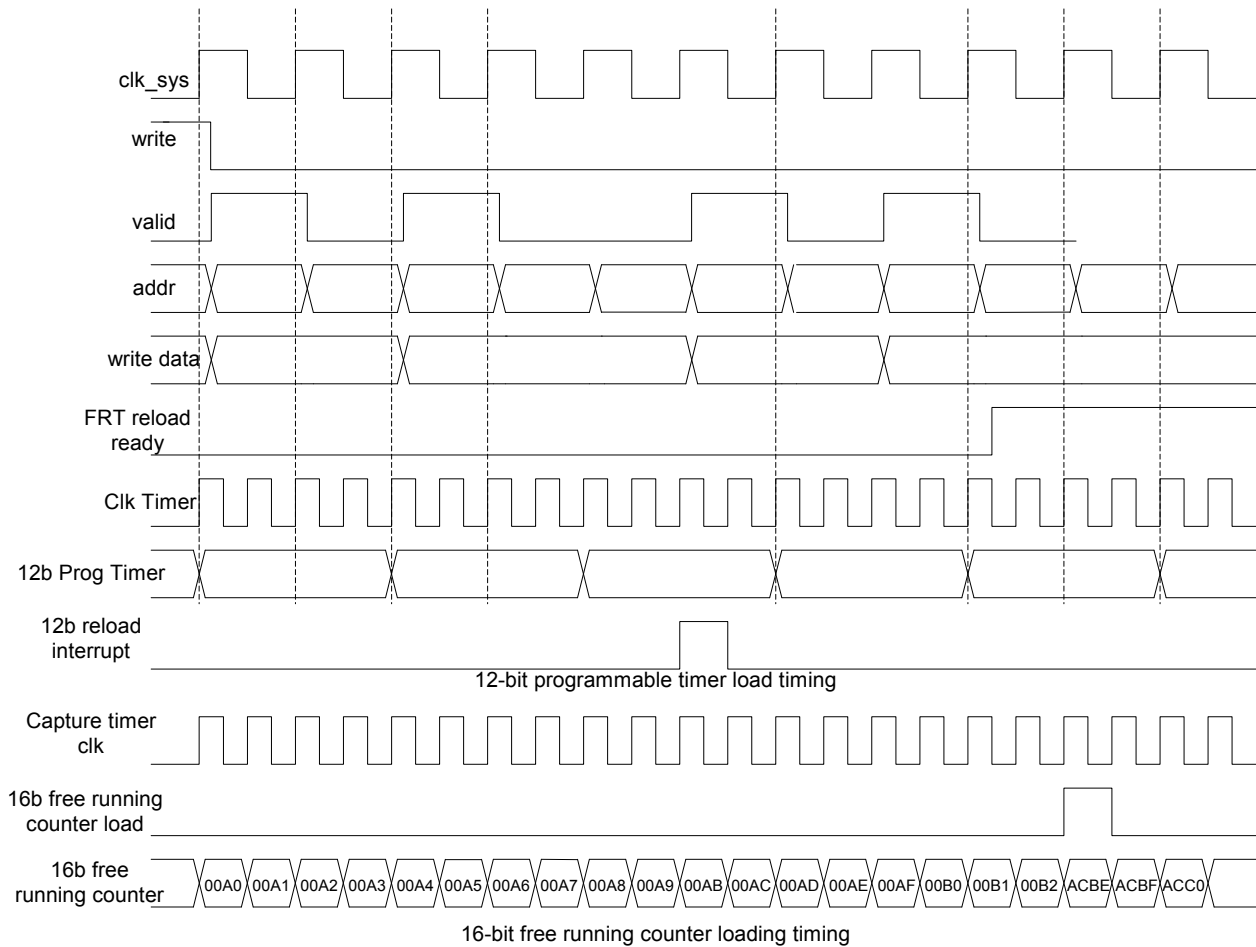 clk_sys
write
valid
addr
write data
FRT reload
ready
Clk Timer
12b Prog Timer
12b reload
interrupt
12-bit programmable timer load timing
Capture timer
clk
16b free running
counter load
16b free
running counter
00A0 00A1 00A2 00A3 00A4 00A5 00A6 00A7 00A8 00A9 00AB 00AC 00AD 00AE 00AF 00B0 00B1 00B2 ACBE ACBF ACC0
16-bit free running counter loading timing